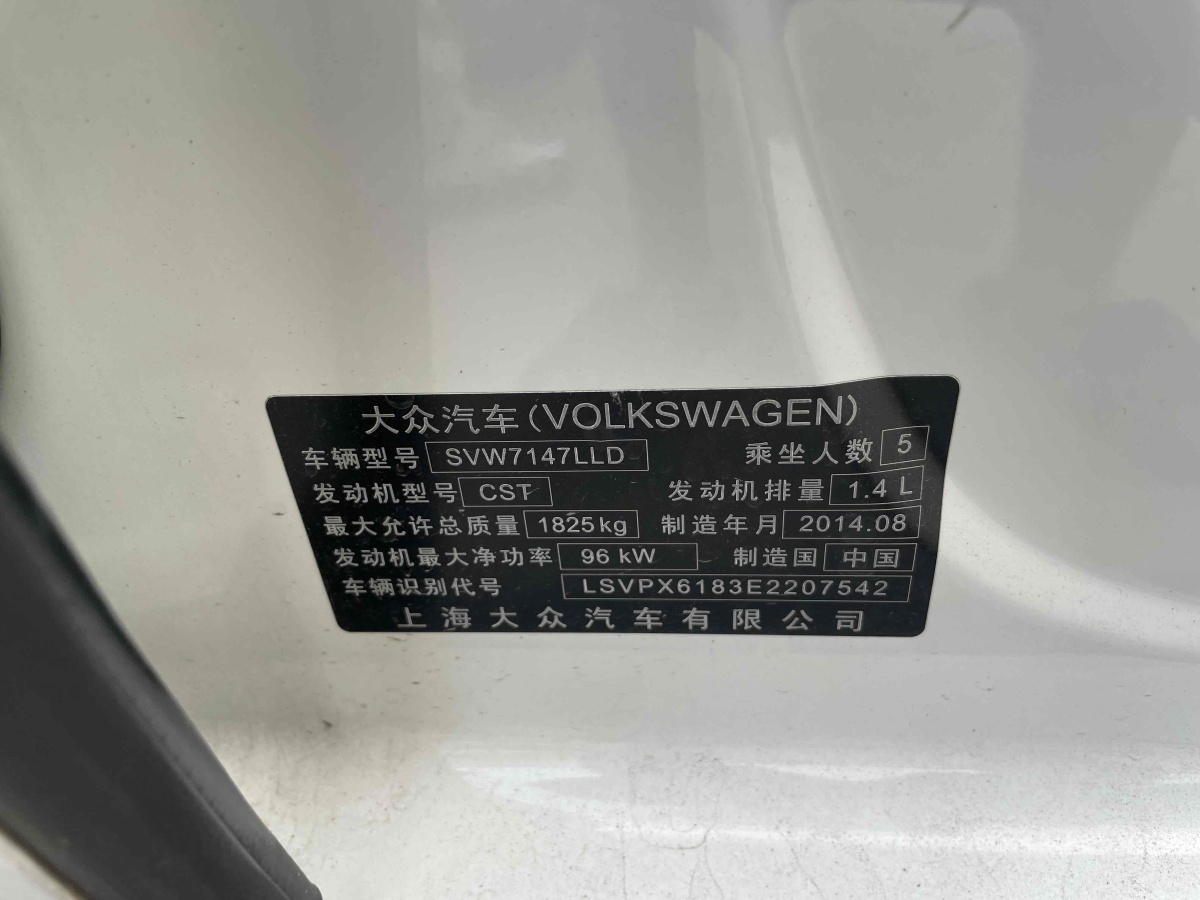 大众汽车(VOLKSWAGEN)
车辆型号 SVW7147LLD 乘坐人数 5
发动机型号 CST 发动机排量 1.4 L
最大允许总质量 1825kg 制造年月 2014.08
发动机最大净功率 96 kW 制造国 中国
车辆识别代号 LSVPX6183E2207542
上海大众汽车有限公司